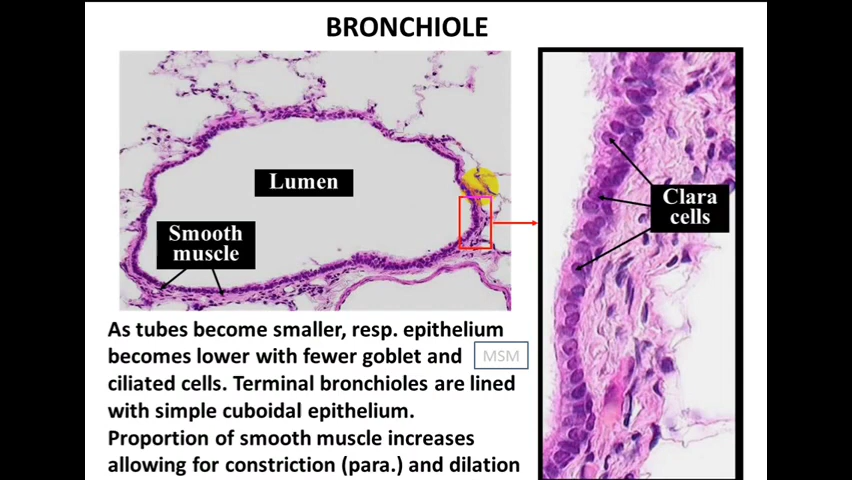 BRONCHIOLE
Lumen
Smooth
muscle
Clara
cells
As tubes become smaller, resp. epithelium
becomes lower with fewer goblet and
MSM
ciliated cells. Terminal bronchioles are lined
with simple cuboidal epithelium.
Proportion of smooth muscle increases
allowing for constriction (para.) and dilation